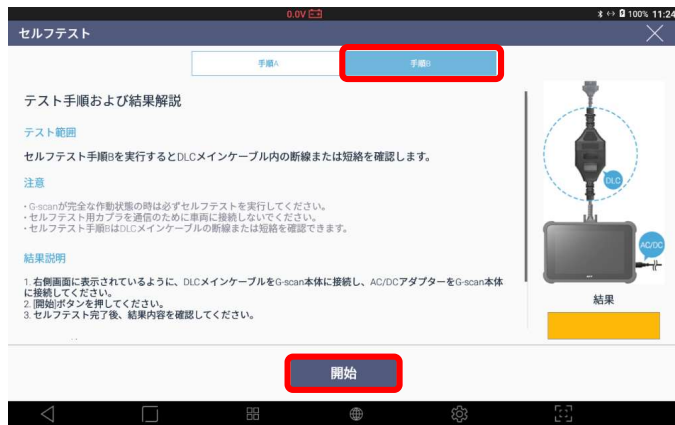 0.0V
100% 11:24
セルフテスト
手順A
手順B
テスト手順および結果解説
テスト範囲
セルフテスト手順Bを実行するとDLCメインケーブル内の断線または短絡を確認します。
注意
・G-scanが完全な作動状態の時は必ずセルフテストを実行してください。
・セルフテスト用カプラを通信のために車両に接続しないでください。
・セルフテスト手順BはDLCメインケーブルの断線または短絡を確認できます。
結果説明
1. 右側画面に表示されているように、DLCメインケーブルをG-scan本体に接続し、AC/DCアダプターをG-scan本体
に接続してください。
2. [開始]ボタンを押してください。
3. セルフテスト完了後、結果内容を確認してください。
DLC
AC/DC
結果
開始